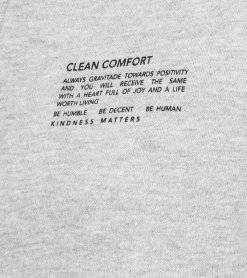 CLEAN COMFORT
ALWAYS GRAVITADE TOWARDS POSITIVITY
AND YOU WILL RECEIVE THE SAME
WITH A HEART FULL OF JOY AND A LIFE
WORTH LIVING
BE HUMBLE BE DECENT BE HUMAN
KINDNESS MATTERS